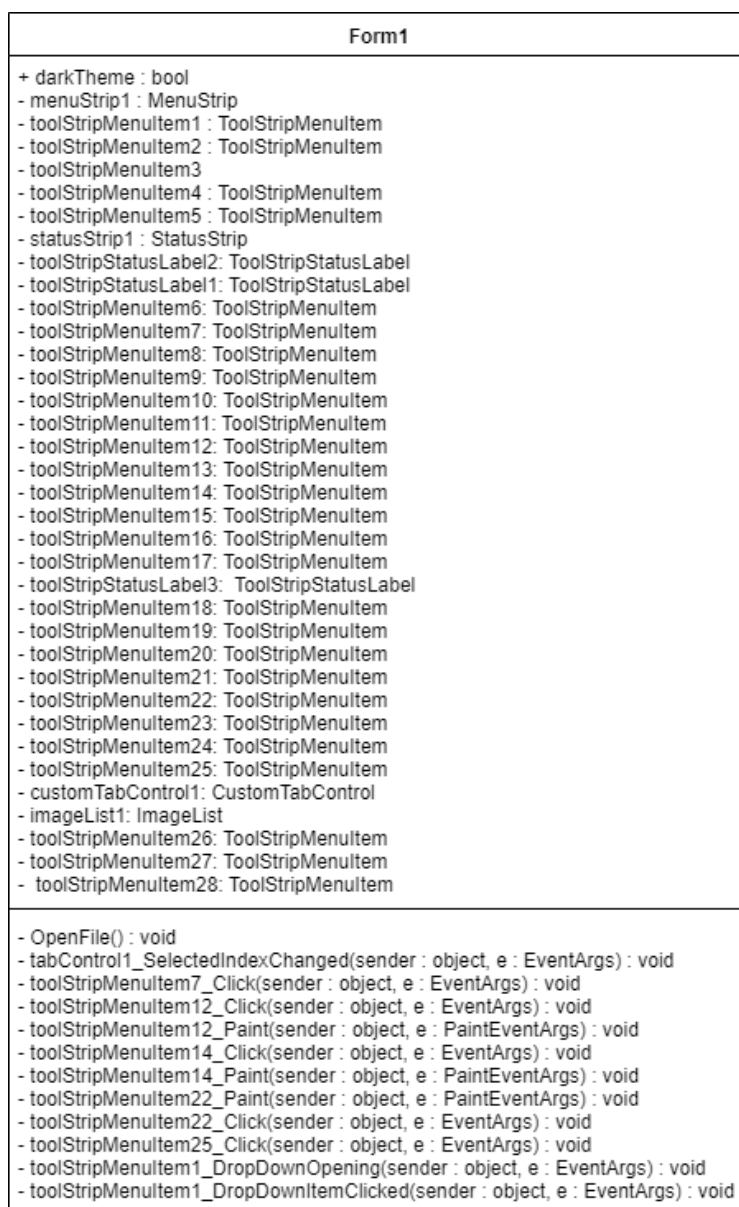 Form1
+ darkTheme : bool
- menuStrip1 : MenuStrip
- toolStripMenuItem1 : ToolStripMenuItem
- toolStripMenuItem2 : ToolStripMenuItem
- toolStripMenuItem3
- toolStripMenuItem4 : ToolStripMenuItem
- toolStripMenuItem5 : ToolStripMenuItem
- statusStrip1 : StatusStrip
- toolStripStatusLabel2: ToolStripStatusLabel
- toolStripStatusLabel1: ToolStripStatusLabel
- toolStripMenuItem6: ToolStripMenuItem
- toolStripMenuItem7: ToolStripMenuItem
- toolStripMenuItem8: ToolStripMenuItem
- toolStripMenuItem9: ToolStripMenuItem
- toolStripMenuItem10: ToolStripMenuItem
- toolStripMenuItem11: ToolStripMenuItem
- toolStripMenuItem12: ToolStripMenuItem
- toolStripMenuItem13: ToolStripMenuItem
- toolStripMenuItem14: ToolStripMenuItem
- toolStripMenuItem15: ToolStripMenuItem
- toolStripMenuItem16: ToolStripMenuItem
- toolStripMenuItem17: ToolStripMenuItem
- toolStripStatusLabel3:  ToolStripStatusLabel
- toolStripMenuItem18: ToolStripMenuItem
- toolStripMenuItem19: ToolStripMenuItem
- toolStripMenuItem20: ToolStripMenuItem
- toolStripMenuItem21: ToolStripMenuItem
- toolStripMenuItem22: ToolStripMenuItem
- toolStripMenuItem23: ToolStripMenuItem
- toolStripMenuItem24: ToolStripMenuItem
- toolStripMenuItem25: ToolStripMenuItem
- customTabControl1: CustomTabControl
- imageList1: ImageList
- toolStripMenuItem26: ToolStripMenuItem
- toolStripMenuItem27: ToolStripMenuItem
-  toolStripMenuItem28: ToolStripMenuItem
- OpenFile() : void
- tabControl1_SelectedIndexChanged(sender : object, e : EventArgs) : void
- toolStripMenuItem7_Click(sender : object, e : EventArgs) : void
- toolStripMenuItem12_Click(sender : object, e : EventArgs) : void
- toolStripMenuItem12_Paint(sender : object, e : PaintEventArgs) : void
- toolStripMenuItem14_Click(sender : object, e : EventArgs) : void
- toolStripMenuItem14_Paint(sender : object, e : PaintEventArgs) : void
- toolStripMenuItem22_Paint(sender : object, e : PaintEventArgs) : void
- toolStripMenuItem22_Click(sender : object, e : EventArgs) : void
- toolStripMenuItem25_Click(sender : object, e : EventArgs) : void
- toolStripMenuItem1_DropDownOpening(sender : object, e : EventArgs) : void
- toolStripMenuItem1_DropDownItemClicked(sender : object, e : EventArgs) : void